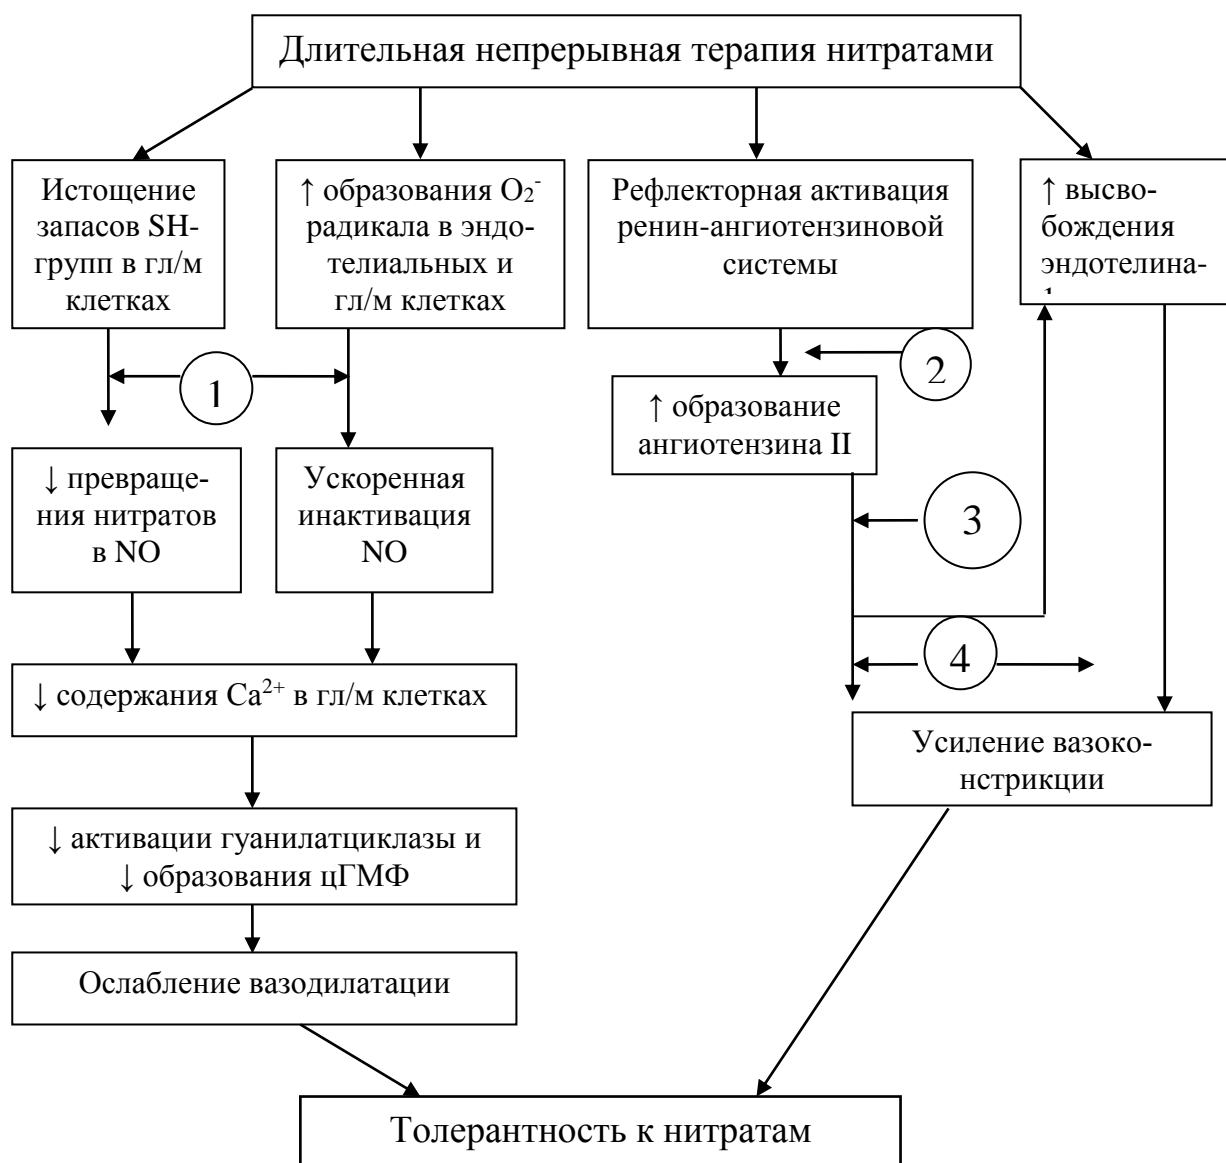 Длительная непрерывная терапия нитратами
Истощение
запасов SH-
групп в гл/м
клетках
↑ образования O₂⁻
радикала в эндо-
телиальных и
гл/м клетках
Рефлекторная активация
ренин-ангиотензиновой
системы
↑ высво-
бождения
эндотелина-
1
1
2
↑ образование
ангиотензина II
↓ превраще-
ния нитратов
в NO
Ускоренная
инактивация
NO
3
4
↓ содержания Ca²⁺ в гл/м клетках
Усиление вазоко-
нстрикции
↓ активации гуанилатциклазы и
↓ образования цГМФ
Ослабление вазодилатации
Толерантность к нитратам